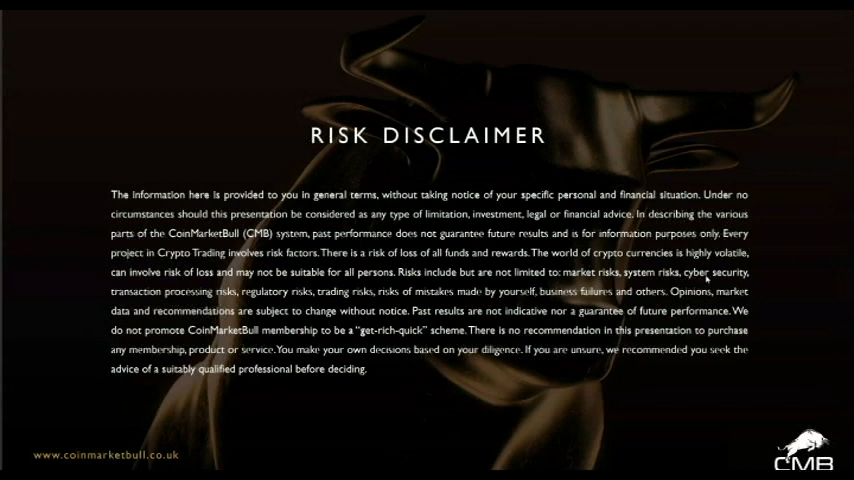 RISK DISCLAIMER
The information here is provided to you in general terms, without taking notice of your specific personal and financial situation. Under no
circumstances should this presentation be considered as any type of limitation, investment, legal or financial advice. In describing the various
parts of the CoinMarketBull (CMB) system, past performance does not guarantee future results and is for information purposes only. Every
project in Crypto Trading involves risk factors. There is a risk of loss of all funds and rewards. The world of crypto currencies is highly volatile,
can involve risk of loss and may not be suitable for all persons. Risks include but are not limited to: market risks, system risks, cyber security,
transaction processing risks, regulatory risks, trading risks, risks of mistakes made by yourself, business failures and others. Opinions, market
data and recommendations are subject to change without notice. Past results are not indicative nor a guarantee of future performance. We
do not promote CoinMarketBull membership to be a “get-rich-quick” scheme. There is no recommendation in this presentation to purchase
any membership, product or service. You make your own decisions based on your diligence. If you are unsure, we recommended you seek the
advice of a suitably qualified professional before deciding.
www.coinmarketbull.co.uk
CMB